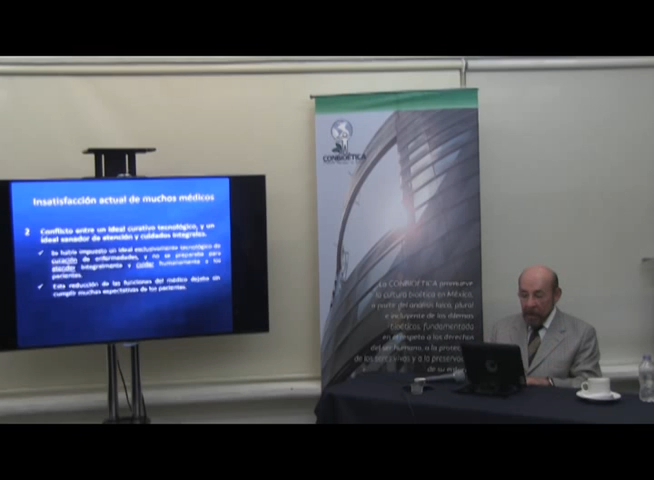 Insatisfacción actual de muchos médicos
2 Conflicto entre un ideal curativo tecnológico, y un
ideal sanador de atención y cuidados integrales.
✓ Se había impuesto un ideal exclusivamente tecnológico de
curación de enfermedades, y no se preparaba para
atender integralmente y cuidar humanamente a los
pacientes.
✓ Esta reducción de las funciones del médico dejaba sin
cumplir muchas expectativas de los pacientes.
CONBIOÉTICA
La CONBIOÉTICA promueve
la cultura bioética en México,
a partir del análisis laico, plural
e incluyente de los dilemas
bioéticos, fundamentada
en el respeto a los derechos
del ser humano, a la
de los seres vivos y a la
de su